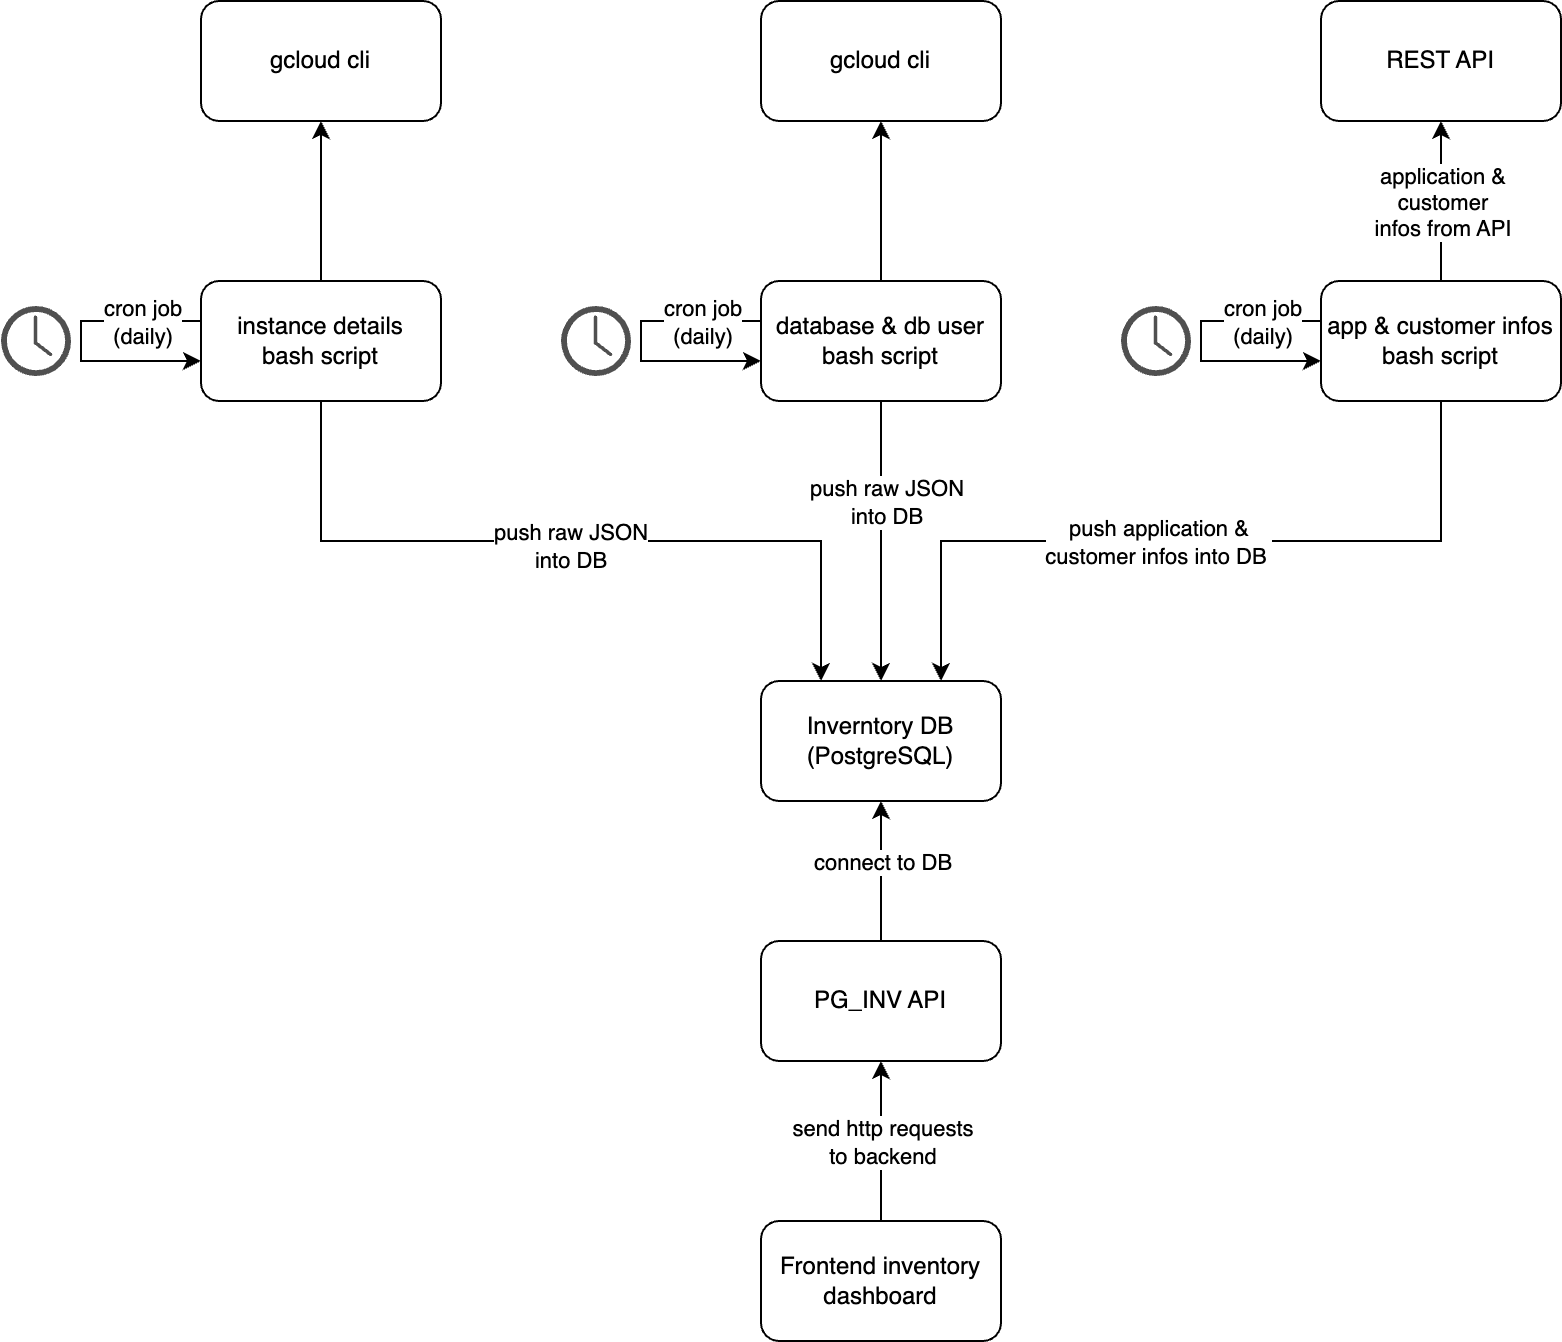 gcloud cli
gcloud cli
REST API
application &
customer
infos from API
cron job
(daily)
instance details
bash script
cron job
(daily)
database & db user
bash script
cron job
(daily)
app & customer infos
bash script
push raw JSON
into DB
push raw JSON
into DB
push application &
customer infos into DB
Inverntory DB
(PostgreSQL)
connect to DB
PG_INV API
send http requests
to backend
Frontend inventory
dashboard